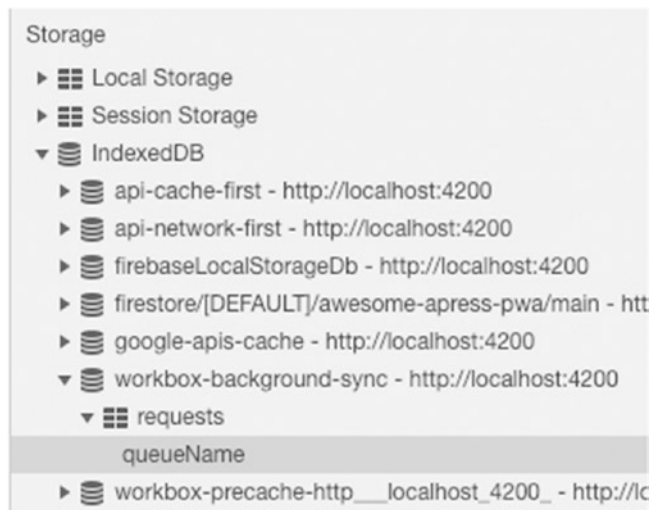 Storage
Local Storage
Session Storage
IndexedDB
api-cache-first - http://localhost:4200
api-network-first - http://localhost:4200
firebaseLocalStorageDb - http://localhost:4200
firestore/[DEFAULT]/awesome-apress-pwa/main - htt
google-apis-cache - http://localhost:4200
workbox-background-sync - http://localhost:4200
requests
queueName
workbox-precache-http___localhost_4200_ - http://lo